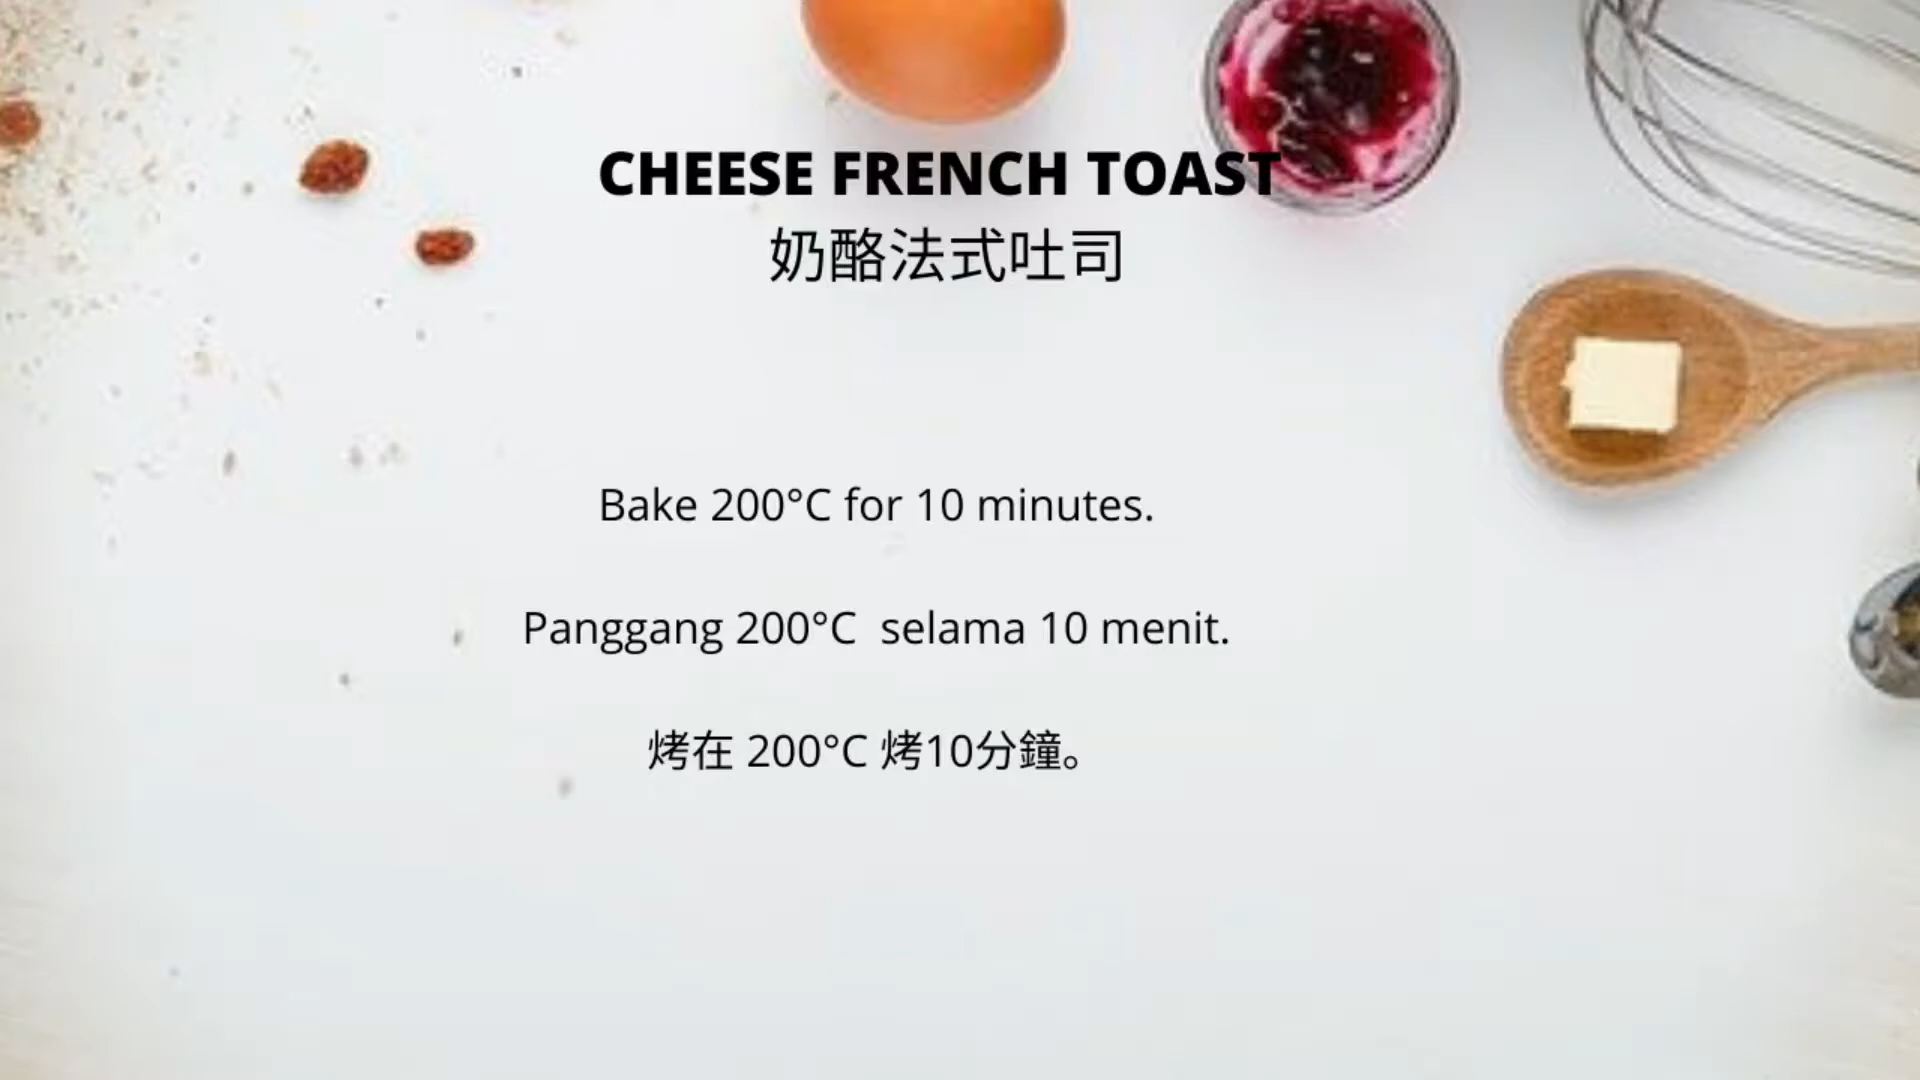 CHEESE FRENCH TOAST
奶酪法式吐司
Bake 200°C for 10 minutes.
Panggang 200°C  selama 10 menit.
烤在 200°C 烤10分鐘。